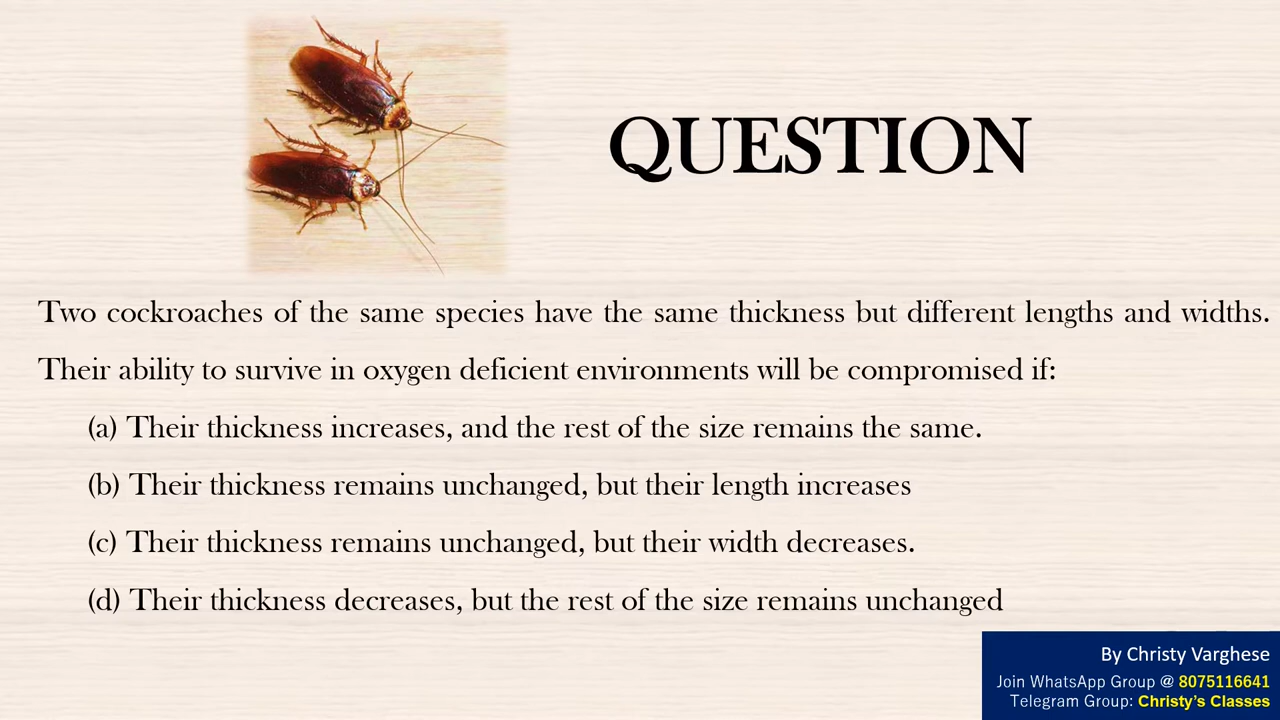 QUESTION
Two cockroaches of the same species have the same thickness but different lengths and widths.
Their ability to survive in oxygen deficient environments will be compromised if:
(a) Their thickness increases, and the rest of the size remains the same.
(b) Their thickness remains unchanged, but their length increases
(c) Their thickness remains unchanged, but their width decreases.
(d) Their thickness decreases, but the rest of the size remains unchanged
By Christy Varghese
Join WhatsApp Group @ 8075116641
Telegram Group: Christy's Classes